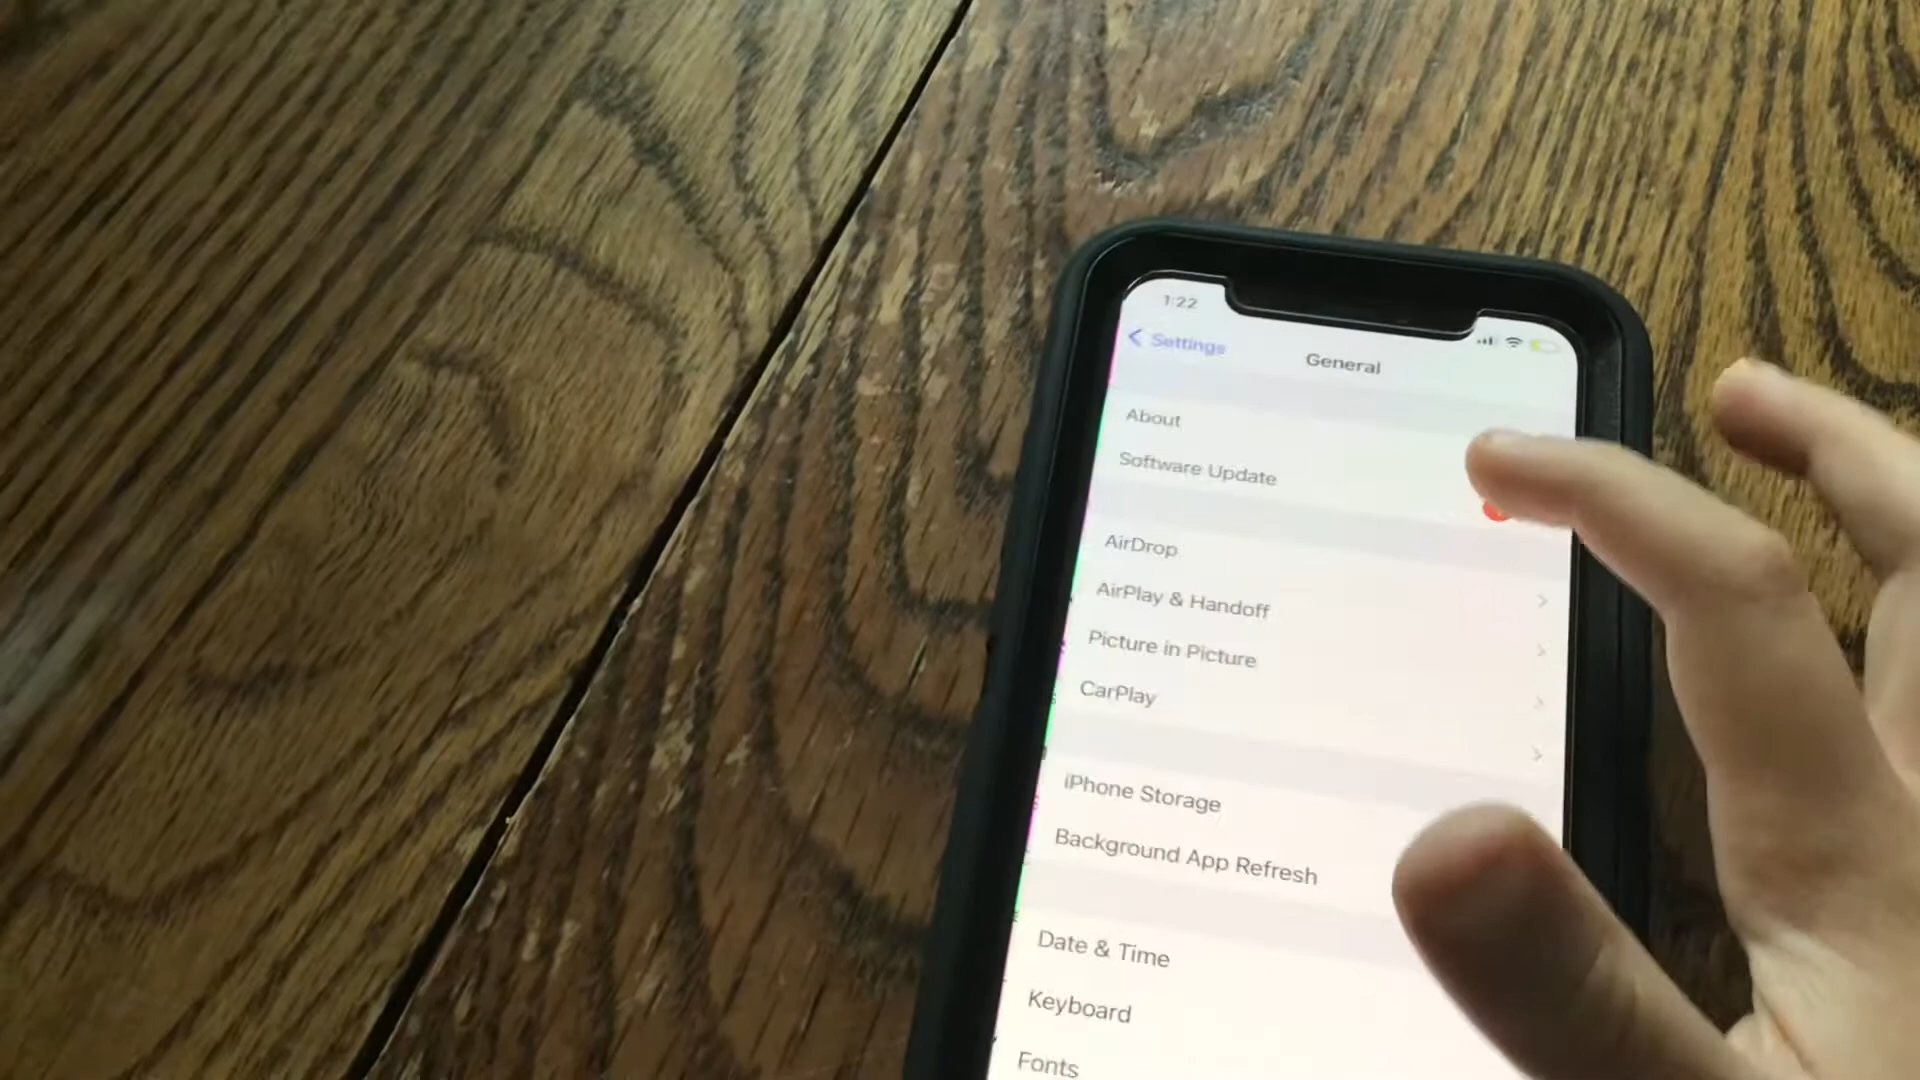 1:22
Settings
General
About
Software Update
AirDrop
AirPlay & Handoff
Picture in Picture
CarPlay
iPhone Storage
Background App Refresh
Date & Time
Keyboard
Fonts